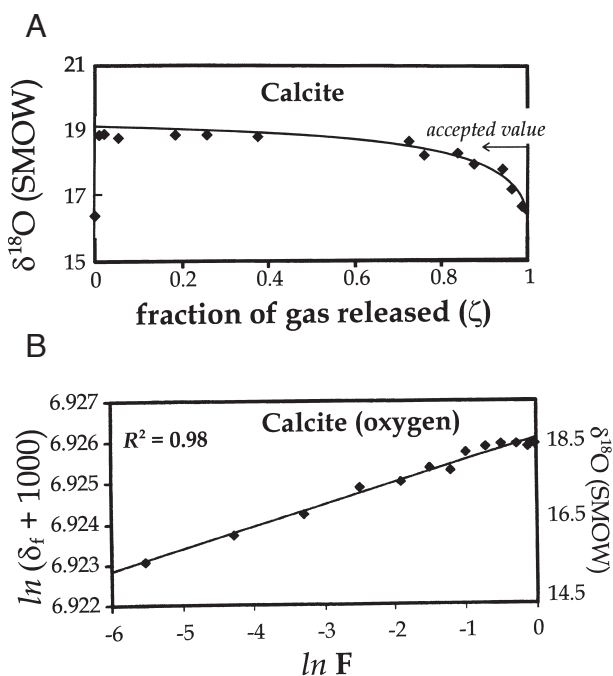 A
21
19
17
15
δ¹⁸O (SMOW)
Calcite
accepted value
0
0.2
0.4
0.6
0.8
1
fraction of gas released (ζ)
B
6.927
6.926
6.925
6.924
6.923
6.922
ln (δf + 1000)
R² = 0.98
Calcite (oxygen)
18.5
16.5
14.5
δ¹⁸O (SMOW)
-6
-5
-4
-3
-2
-1
0
ln F